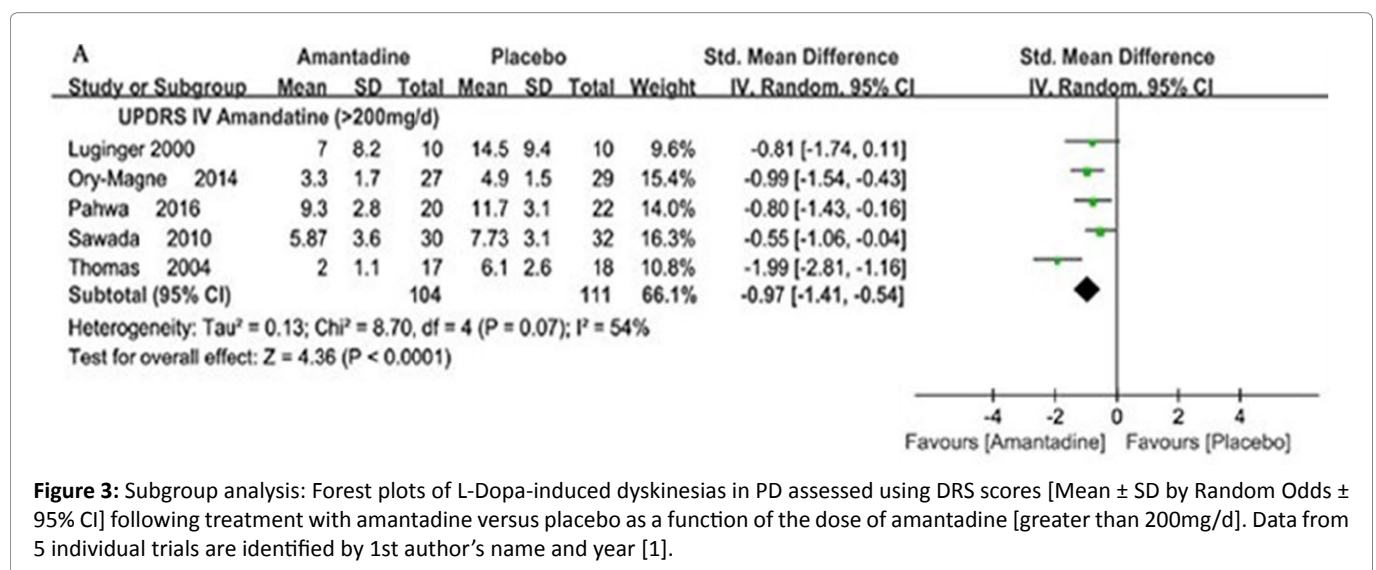 A
Amantadine Placebo Std. Mean Difference Std. Mean Difference
Study or Subgroup Mean SD Total Mean SD Total Weight IV, Random, 95% CI IV, Random, 95% CI
UPDRS IV Amandatine (>200mg/d)
Luginger 2000 7 8.2 10 14.5 9.4 10 9.6% -0.81 [-1.74, 0.11]
Ory-Magne 2014 3.3 1.7 27 4.9 1.5 29 15.4% -0.99 [-1.54, -0.43]
Pahwa 2016 9.3 2.8 20 11.7 3.1 22 14.0% -0.80 [-1.43, -0.16]
Sawada 2010 5.87 3.6 30 7.73 3.1 32 16.3% -0.55 [-1.06, -0.04]
Thomas 2004 2 1.1 17 6.1 2.6 18 10.8% -1.99 [-2.81, -1.16]
Subtotal (95% CI) 104 111 66.1% -0.97 [-1.41, -0.54]
Heterogeneity: Tau² = 0.13; Chi² = 8.70, df = 4 (P = 0.07); I² = 54%
Test for overall effect: Z = 4.36 (P < 0.0001)
-4 -2 0 2 4
Favours [Amantadine] Favours [Placebo]
Figure 3: Subgroup analysis: Forest plots of L-Dopa-induced dyskinesias in PD assessed using DRS scores [Mean ± SD by Random Odds ±
95% CI] following treatment with amantadine versus placebo as a function of the dose of amantadine [greater than 200mg/d]. Data from
5 individual trials are identified by 1st author's name and year [1].